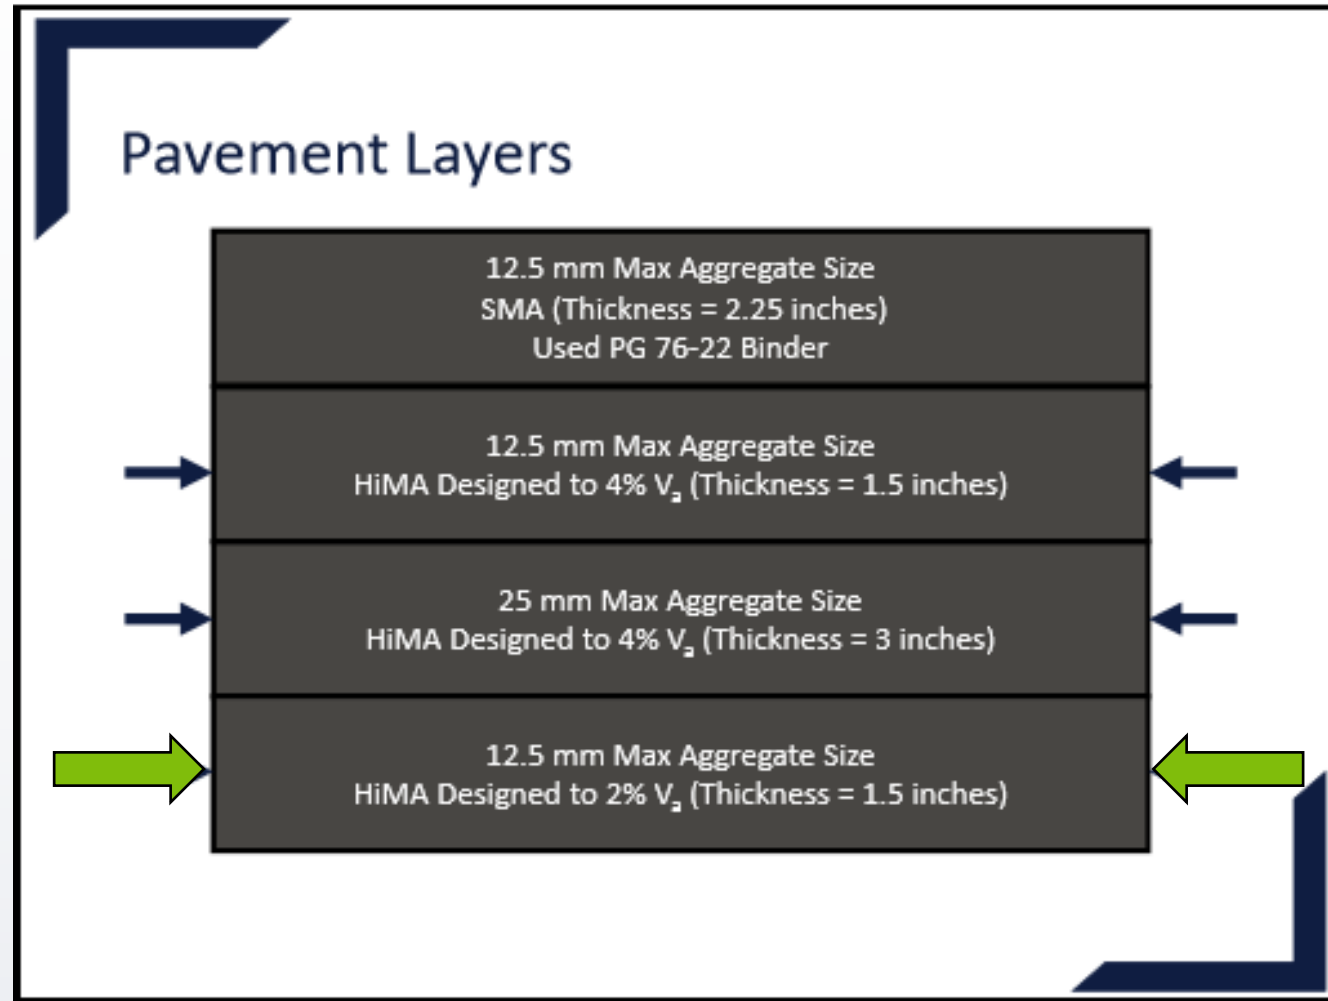 Pavement Layers
12.5 mm Max Aggregate Size
SMA (Thickness = 2.25 inches)
Used PG 76-22 Binder
12.5 mm Max Aggregate Size
HiMA Designed to 4% Vₐ (Thickness = 1.5 inches)
25 mm Max Aggregate Size
HiMA Designed to 4% Vₐ (Thickness = 3 inches)
12.5 mm Max Aggregate Size
HiMA Designed to 2% Vₐ (Thickness = 1.5 inches)